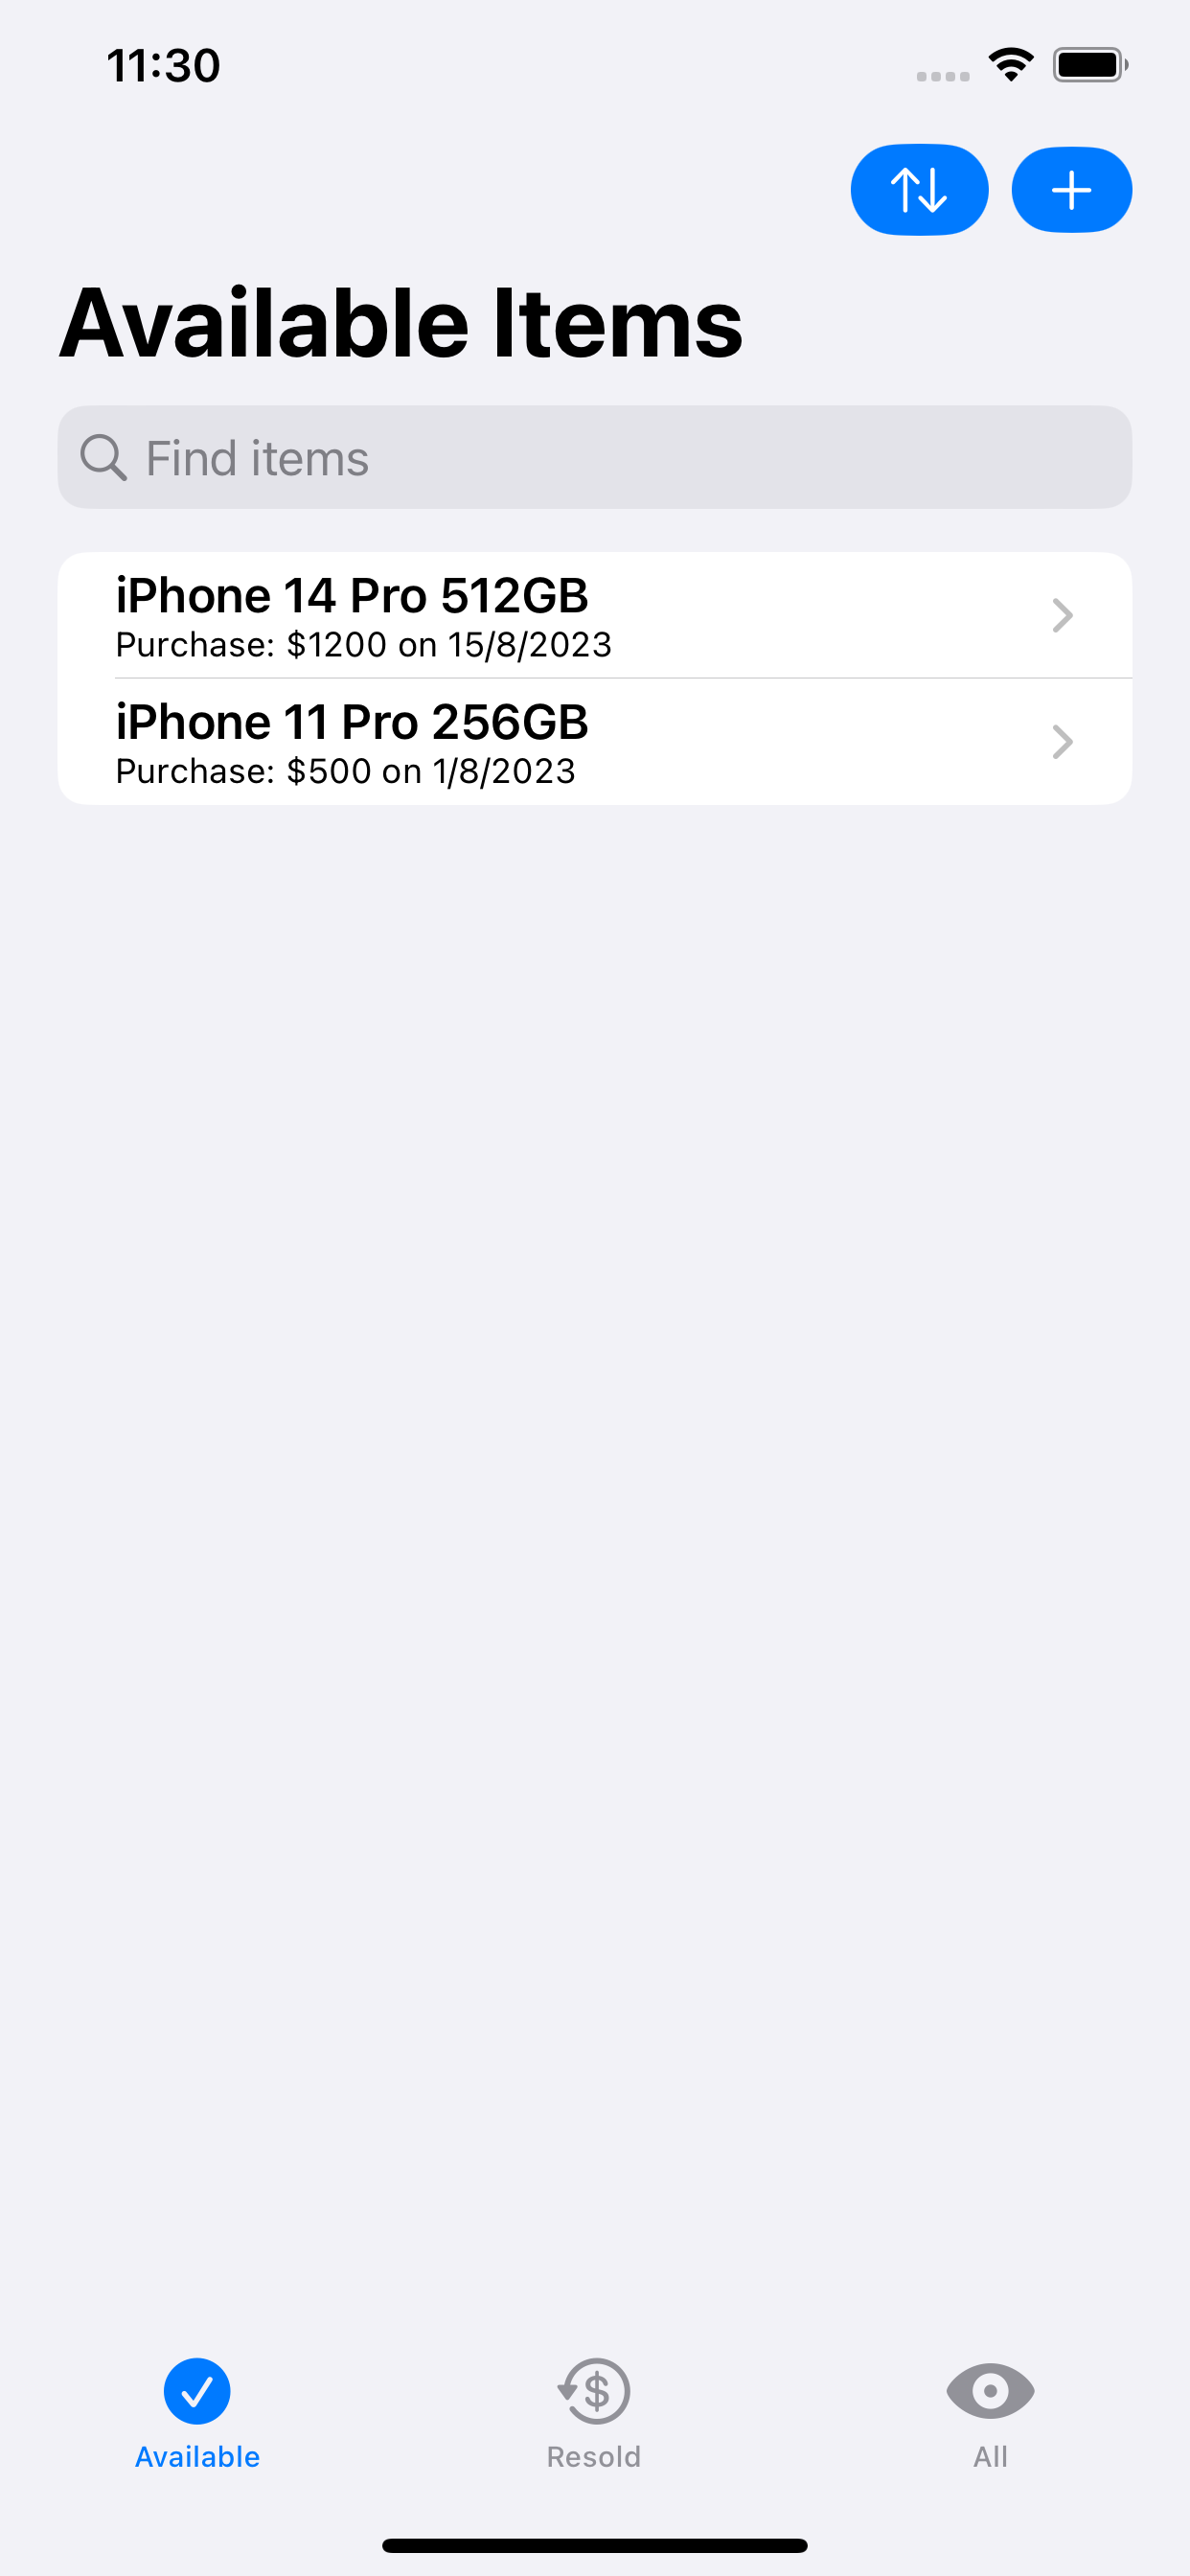 11:30
Available Items
Find items
iPhone 14 Pro 512GB
Purchase: $1200 on 15/8/2023
iPhone 11 Pro 256GB
Purchase: $500 on 1/8/2023
Available
Resold
All